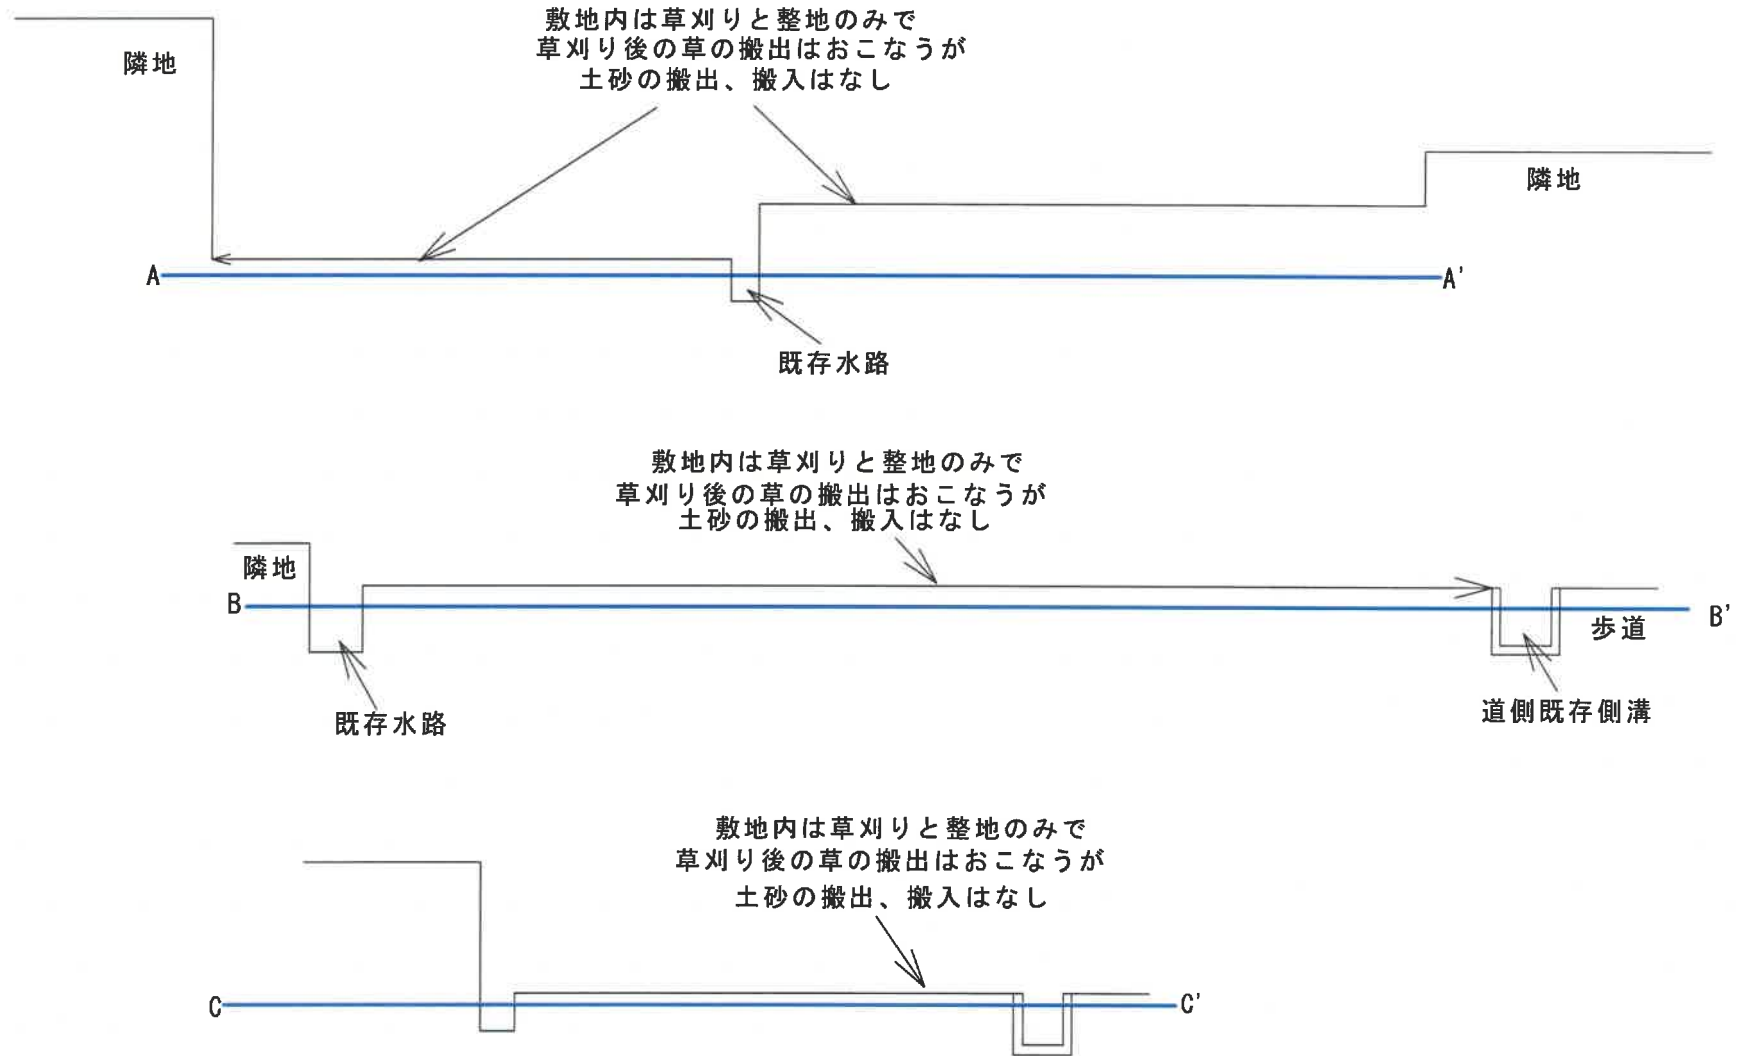 敷地内は草刈りと整地のみで
草刈り後の草の搬出はおこなうが
土砂の搬出、搬入はなし
隣地
隣地
A
A'
既存水路
敷地内は草刈りと整地のみで
草刈り後の草の搬出はおこなうが
土砂の搬出、搬入はなし
隣地
B
B'
歩道
既存水路
道側既存側溝
敷地内は草刈りと整地のみで
草刈り後の草の搬出はおこなうが
土砂の搬出、搬入はなし
C
C'